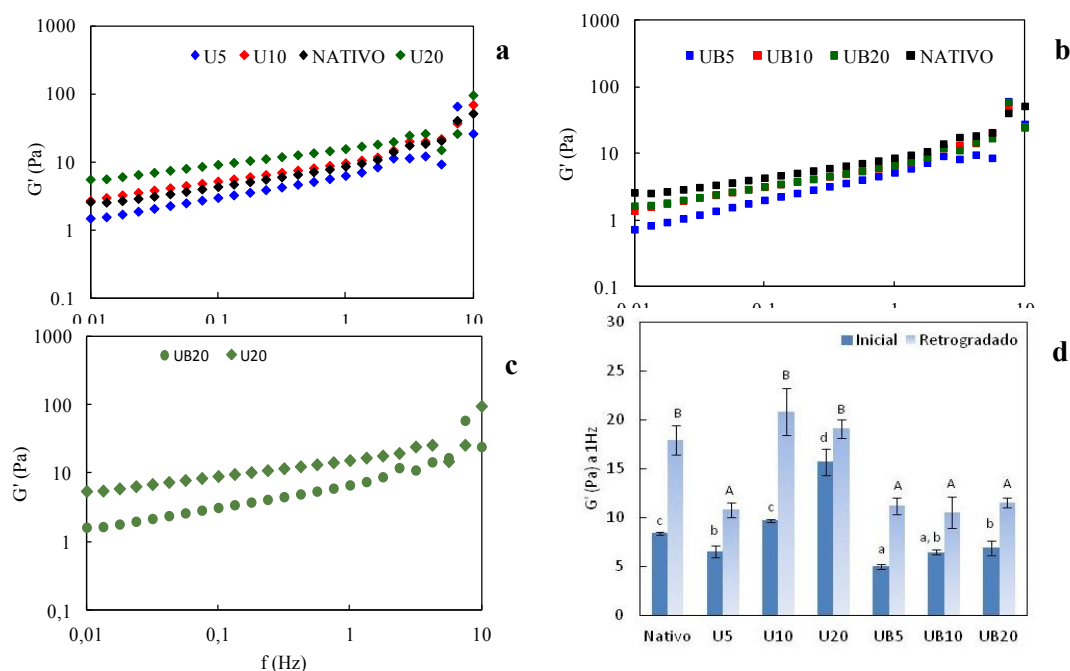 1000
100
10
1
0.1
G' (Pa)
U5 U10 NATIVO U20
a
0,01 0,1 1 10
1000
100
10
1
0.1
G' (Pa)
UB5 UB10 UB20 NATIVO
b
0,01 0,1 1 10
1000
100
10
1
0,1
G' (Pa)
UB20 U20
c
0,01 0,1 1 10
f (Hz)
30
25
20
15
10
5
0
G' (Pa) a 1Hz
Inicial Retrogradado
d
c B b A c B d B a A a, b A b A
Nativo U5 U10 U20 UB5 UB10 UB20